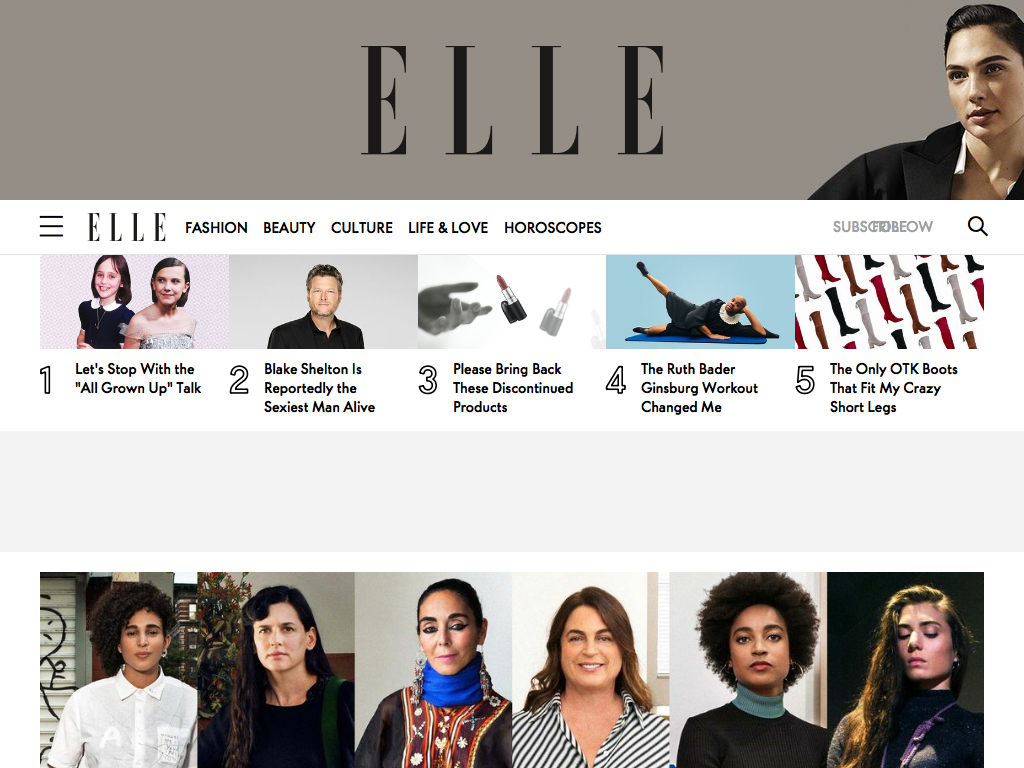 ELLE
ELLE FASHION BEAUTY CULTURE LIFE & LOVE HOROSCOPES
1 Let's Stop With the
"All Grown Up" Talk
2 Blake Shelton Is
Reportedly the
Sexiest Man Alive
3 Please Bring Back
These Discontinued
Products
4 The Ruth Bader
Ginsburg Workout
Changed Me
5 The Only OTK Boots
That Fit My Crazy
Short Legs